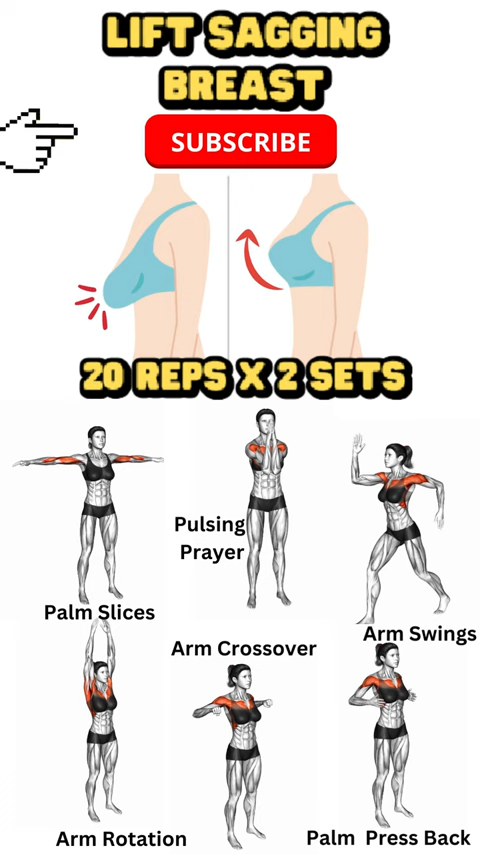 LIFT SAGGING
BREAST
SUBSCRIBE
20 REPS X 2 SETS
Pulsing
Prayer
Palm Slices
Arm Swings
Arm Crossover
Arm Rotation
Palm Press Back